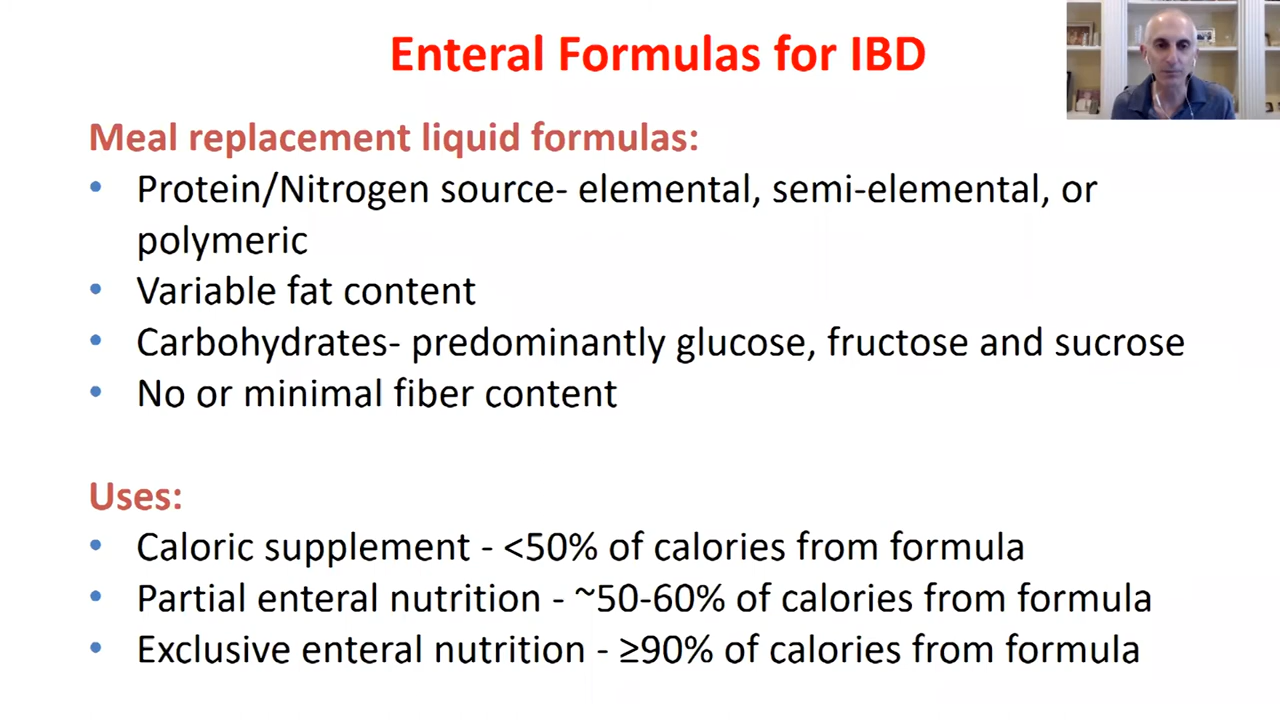 Enteral Formulas for IBD
Meal replacement liquid formulas:
• Protein/Nitrogen source- elemental, semi-elemental, or
polymeric
• Variable fat content
• Carbohydrates- predominantly glucose, fructose and sucrose
• No or minimal fiber content
Uses:
• Caloric supplement - <50% of calories from formula
• Partial enteral nutrition - ~50-60% of calories from formula
• Exclusive enteral nutrition - ≥90% of calories from formula